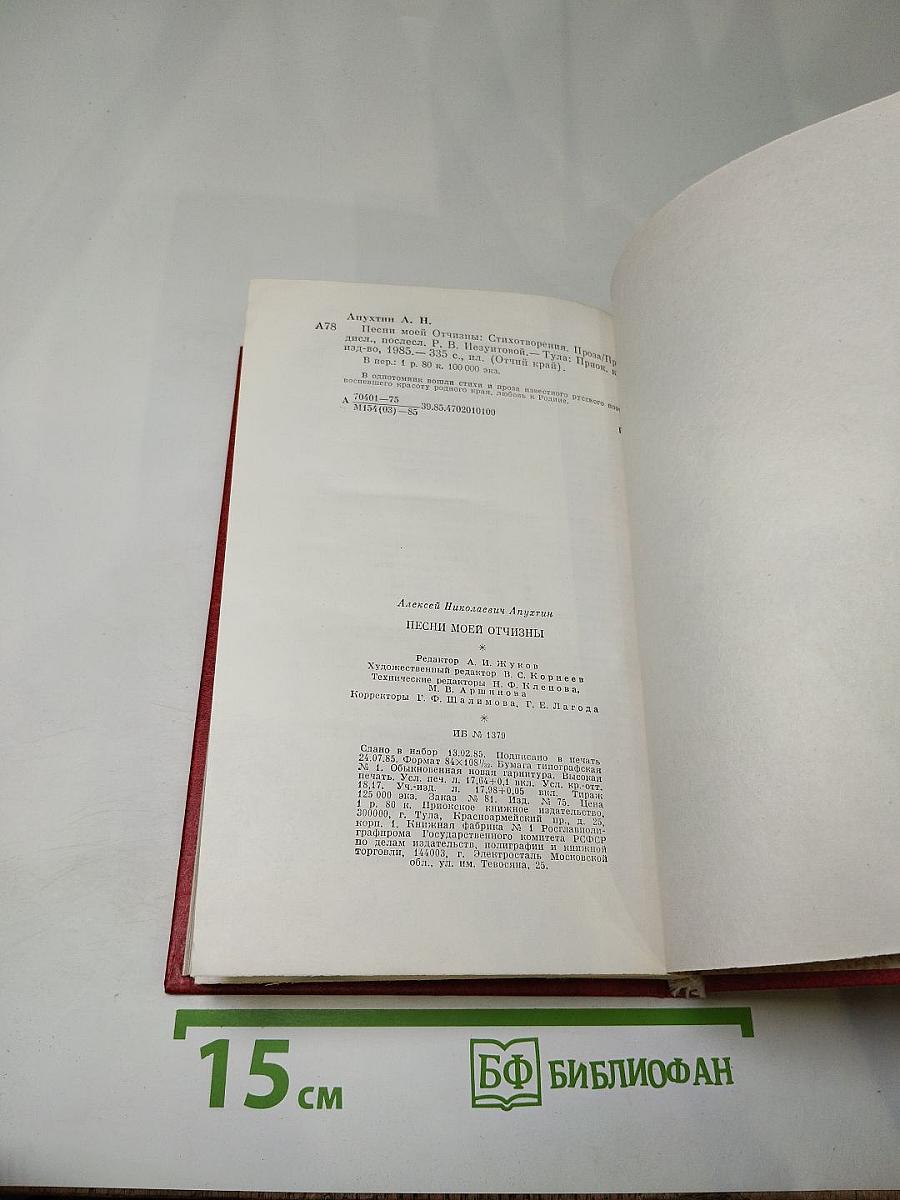 Апухтин А. Н.
А78 Песни моей Отчизны: Стихотворения. Проза/Пр
дисл., послесл. Р. В. Иезуитовой.— Тула: Приок. к
изд-во, 1985.— 335 с., ил. (Отчий край).
В пер.: 1 р. 80 к. 100 000 экз.
В однотомник вошли стихи и проза известного русского
воспевшего красоту родного края, любовь к Родине.
А 70401—75
М154(03)—85 39.85.4702010100
Алексей Николаевич Апухтин
ПЕСНИ МОЕЙ ОТЧИЗНЫ
*
Редактор А. И. Жуков
Художественный редактор В. С. Корнеев
Технические редакторы Н. Ф. Кленова,
М. В. Аршинова
Корректоры Г. Ф. Шалимова, Г. Е. Лагода
*
ИБ № 1379
Сдано в набор 13.02.85. Подписано в печать
24.07.85. Формат 84×108¹/₃₂. Бумага типографская
№ 1. Обыкновенная новая гарнитура. Высокая
печать. Усл. печ. л. 17,64+0,1 вкл. Усл. кр.-отт.
18,17. Уч.-изд. л. 17,98+0,05 вкл. Тираж
125 000 экз. Заказ № 81. Изд. № 75. Цена
1 р. 80 к. Приокское книжное издательство,
300000, г. Тула, Красноармейский пр., д. 25,
корп. 1. Книжная фабрика № 1 Росглавполи-
графпрома Государственного комитета РСФСР
по делам издательств, полиграфии и книжной
торговли, 144003, г. Электросталь Московской
обл., ул. им. Тевосяна, 25.
15 см
БФ БИБЛИОФАН